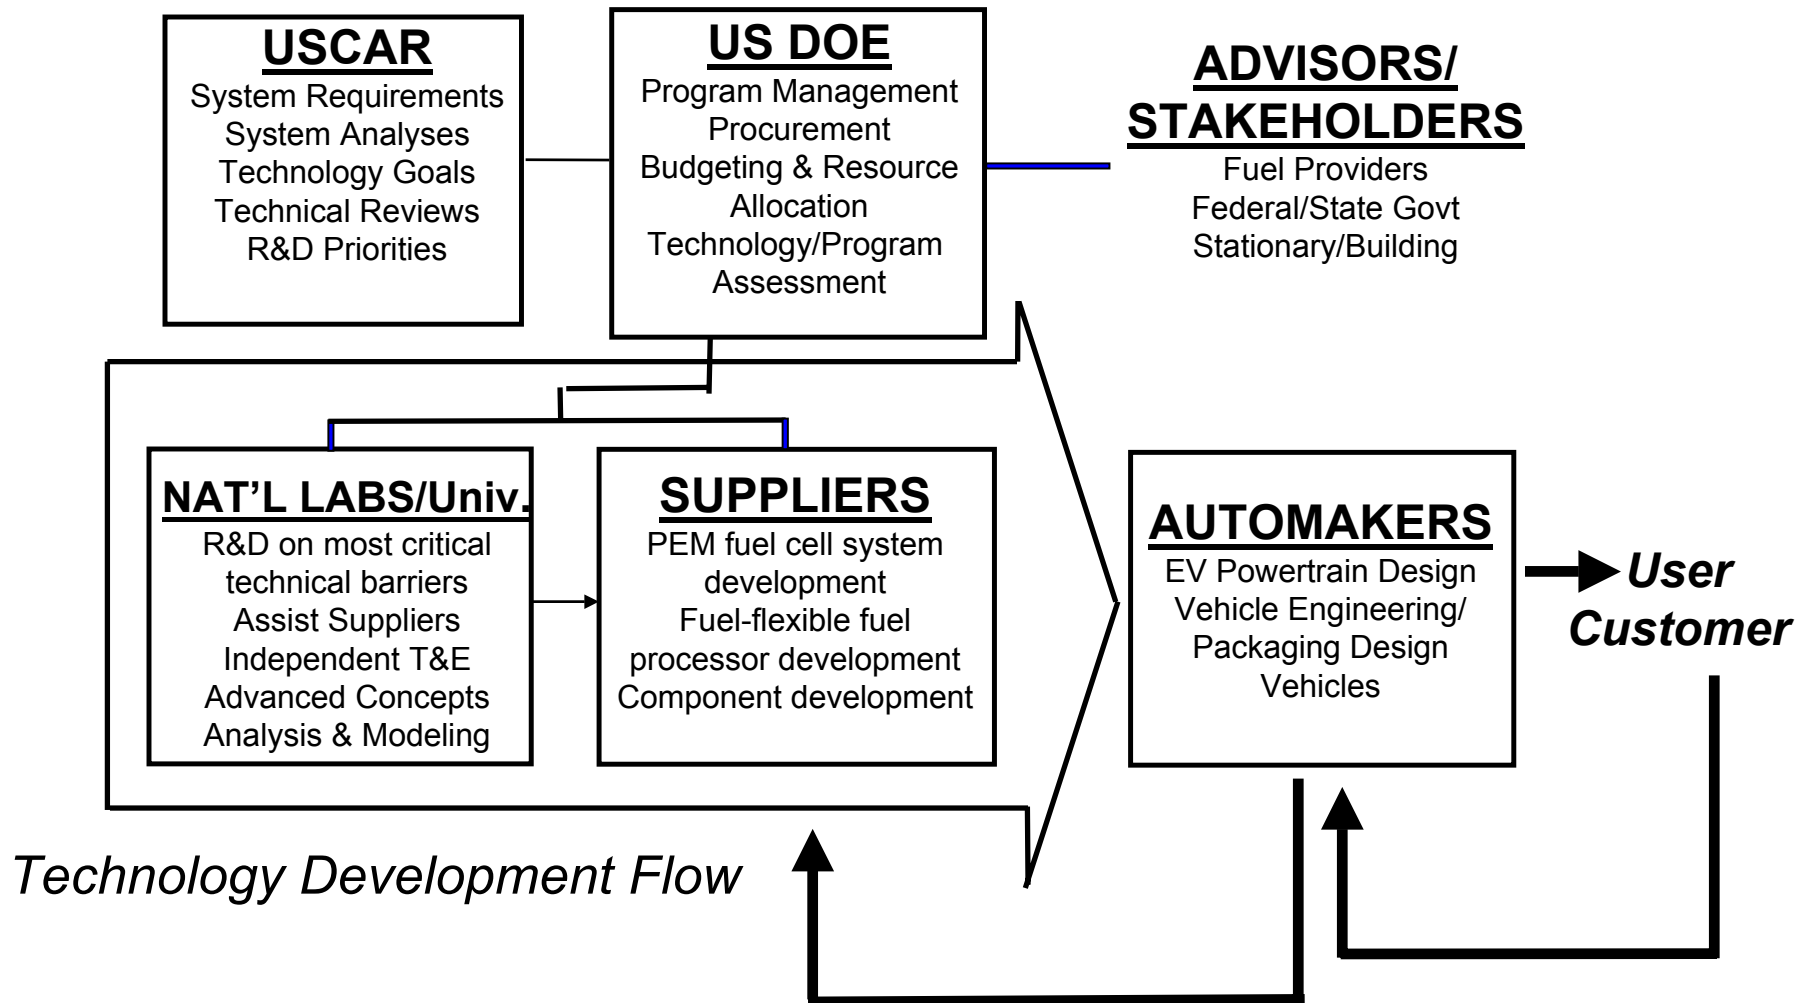 USCAR
System Requirements
System Analyses
Technology Goals
Technical Reviews
R&D Priorities
US DOE
Program Management
Procurement
Budgeting & Resource
Allocation
Technology/Program
Assessment
ADVISORS/
STAKEHOLDERS
Fuel Providers
Federal/State Govt
Stationary/Building
NAT’L LABS/Univ.
R&D on most critical
technical barriers
Assist Suppliers
Independent T&E
Advanced Concepts
Analysis & Modeling
SUPPLIERS
PEM fuel cell system
development
Fuel-flexible fuel
processor development
Component development
AUTOMAKERS
EV Powertrain Design
Vehicle Engineering/
Packaging Design
Vehicles
User
Customer
Technology Development Flow